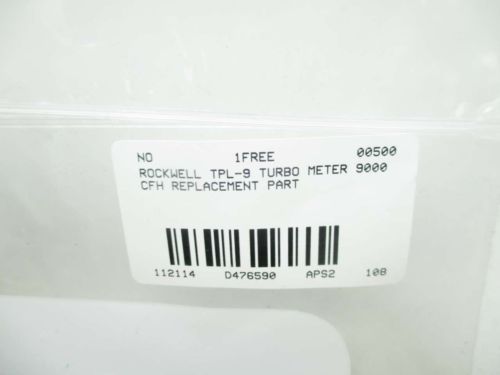 NO 1FREE 00500
ROCKWELL TPL-9 TURBO METER 9000
CFH REPLACEMENT PART
112114 D476590 APS2 108